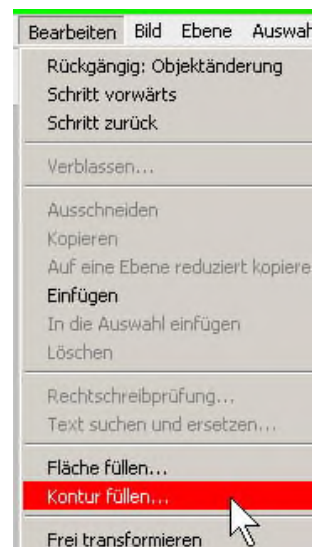 Bearbeiten Bild Ebene Auswah
Rückgängig: Objektänderung
Schritt vorwärts
Schritt zurück
Verblassen...
Ausschneiden
Kopieren
Auf eine Ebene reduziert kopiere
Einfügen
In die Auswahl einfügen
Löschen
Rechtschreibprüfung...
Text suchen und ersetzen...
Fläche füllen...
Kontur füllen...
Frei transformieren